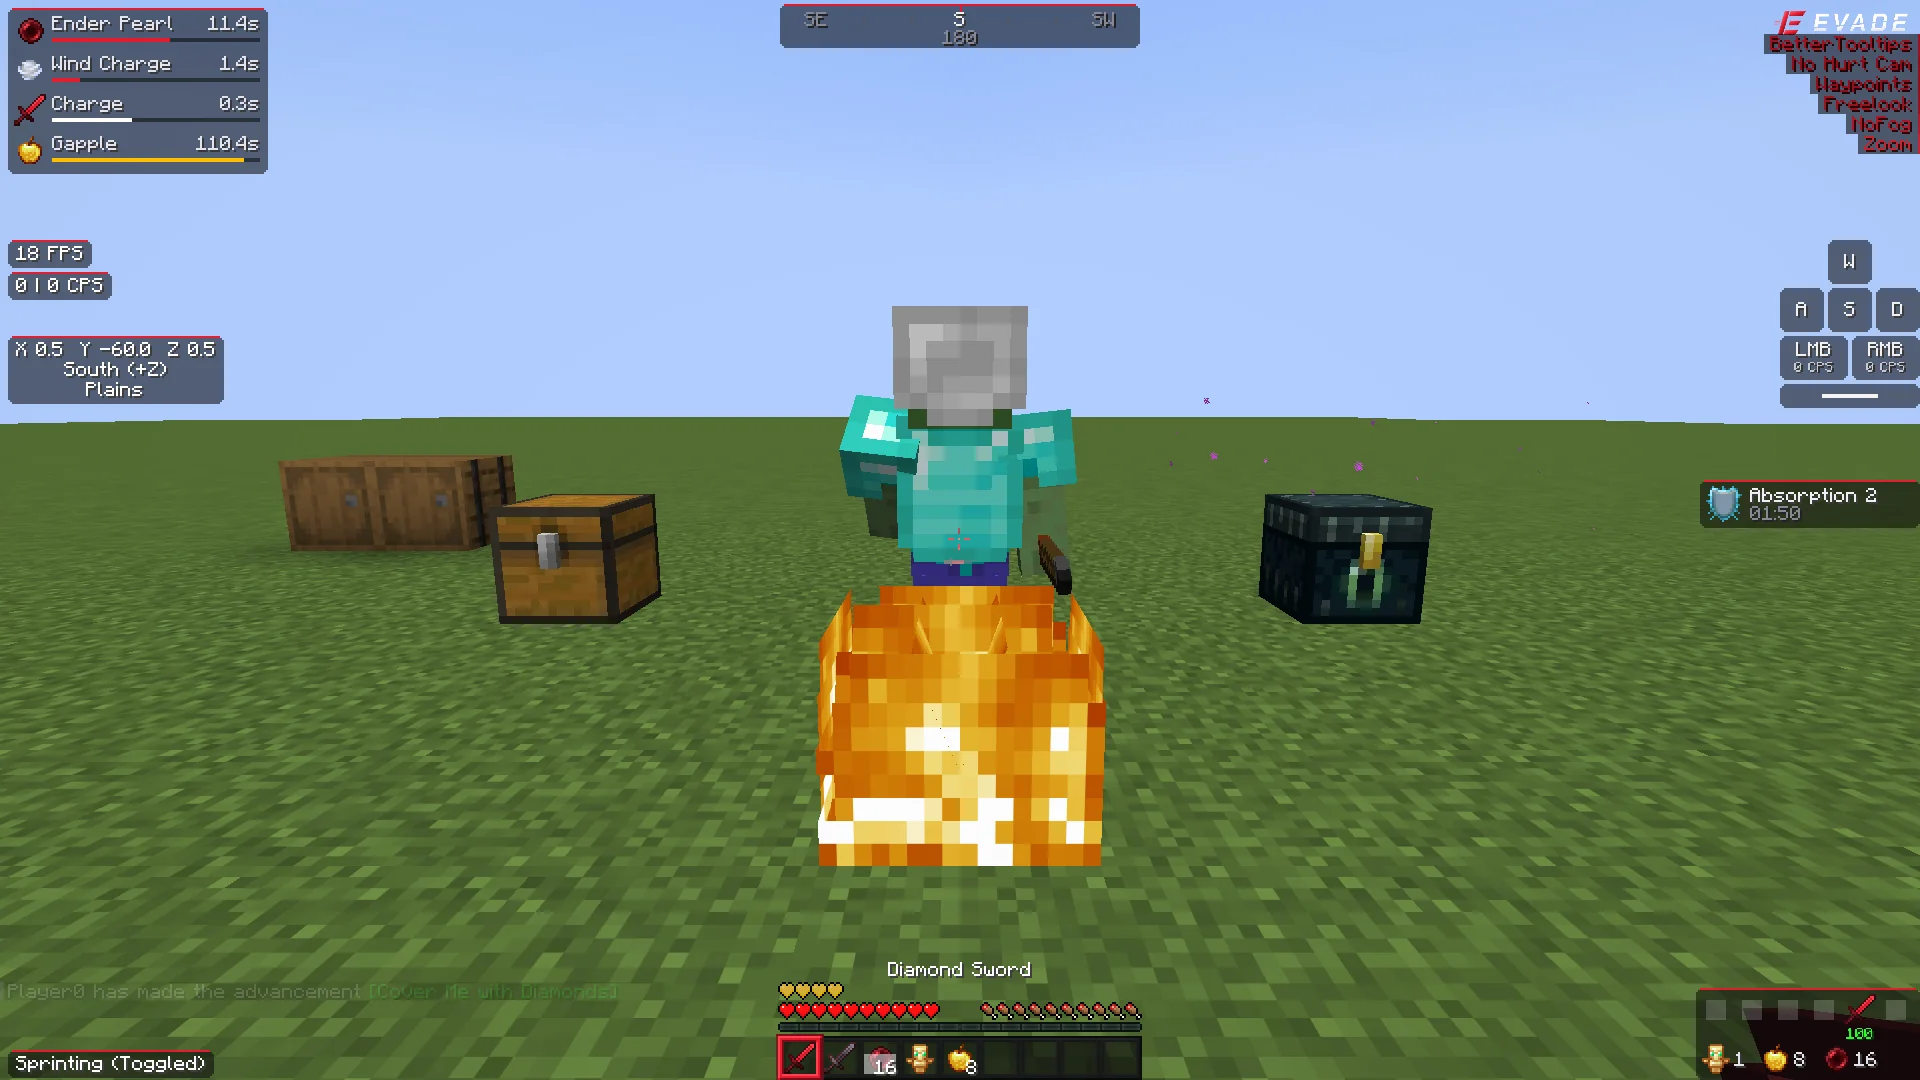 Ender Pearl 11.4s
Wind Charge 1.4s
Charge 0.3s
Gapple 110.4s
SE S SW
180
EVADE
Better Tooltips
No Hurt Cam
Waypoints
Freelook
NoFog
Zoom
18 FPS
0 | 0 CPS
X 0.5 Y -60.0 Z 0.5
South (+Z)
Plains
W
A S D
LMB RMB
0 CPS 0 CPS
Absorption 2
01:50
Diamond Sword
Player0 has made the advancement [Cover Me with Diamonds]
Sprinting (Toggled)
16 8
100
1 8 16